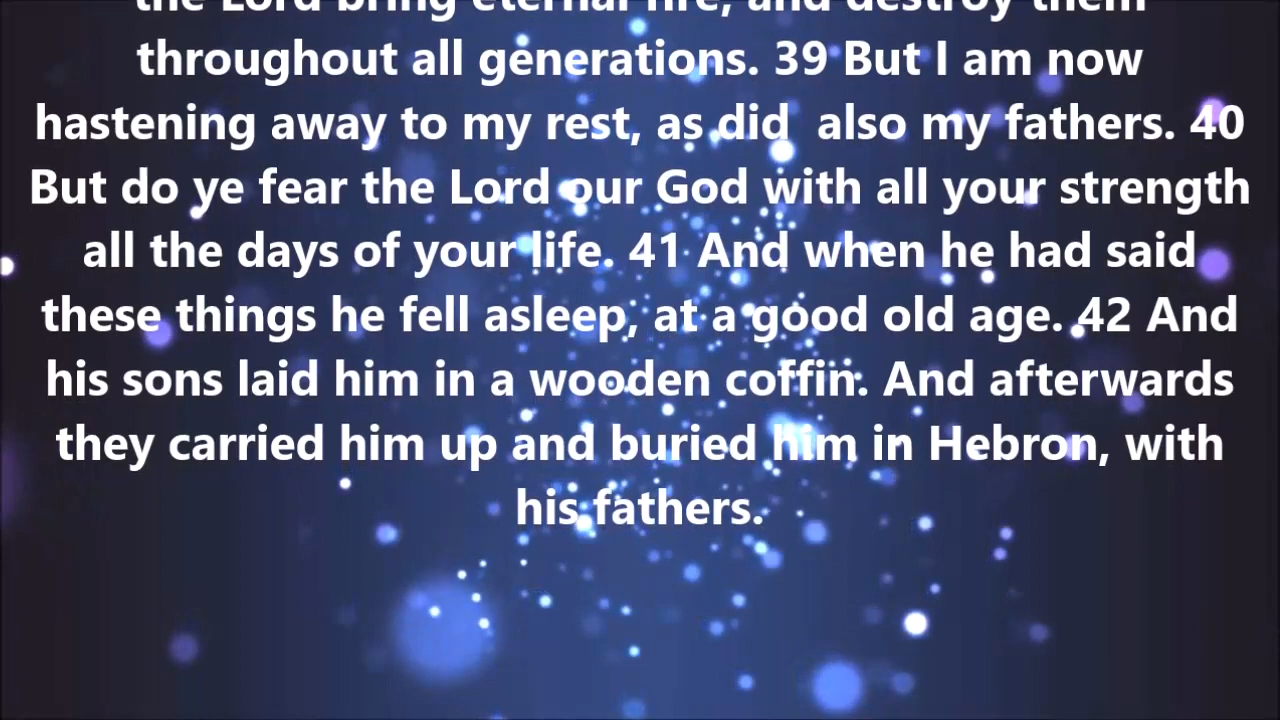 the Lord bring eternal fire, and destroy them
throughout all generations. 39 But I am now
hastening away to my rest, as did  also my fathers. 40
But do ye fear the Lord our God with all your strength
all the days of your life. 41 And when he had said
these things he fell asleep, at a good old age. 42 And
his sons laid him in a wooden coffin. And afterwards
they carried him up and buried him in Hebron, with
his fathers.